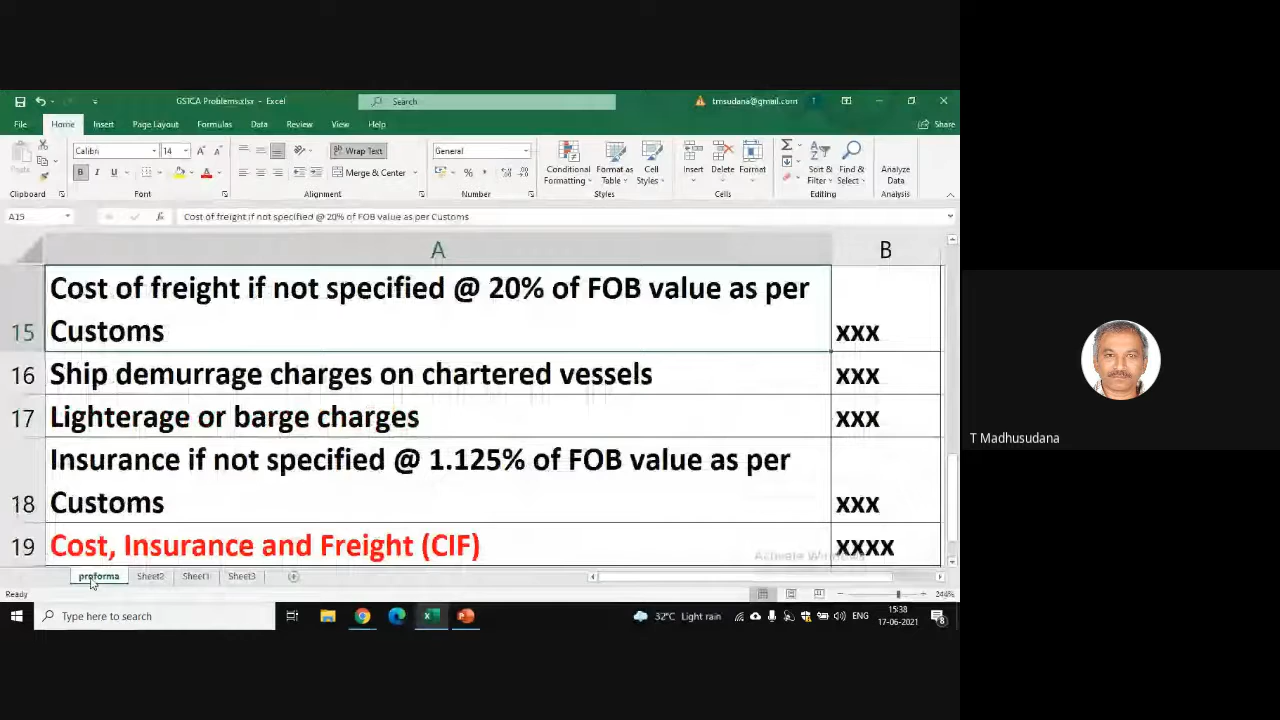 GSTCA Problems.xlsx - Excel
Search
tmsudana@gmail.com
T
File Home Insert Page Layout Formulas Data Review View Help
Share
Paste
Calibri 14
Wrap Text
General
B I U
Merge & Center
Conditional Formatting
Format as Table
Cell Styles
Insert
Delete
Format
Sort & Filter
Find & Select
Analyze Data
Clipboard Font Alignment Number Styles Cells Editing Analysis
A15
fx
Cost of freight if not specified @ 20% of FOB value as per Customs
A B
Cost of freight if not specified @ 20% of FOB value as per
15 Customs xxx
16 Ship demurrage charges on chartered vessels xxx
17 Lighterage or barge charges xxx
Insurance if not specified @ 1.125% of FOB value as per
18 Customs xxx
19 Cost, Insurance and Freight (CIF) xxxx
Activate Windows
proforma Sheet2 Sheet1 Sheet3
Ready
244%
Type here to search
32°C Light rain
ENG
15:38
17-06-2021
8
T Madhusudana